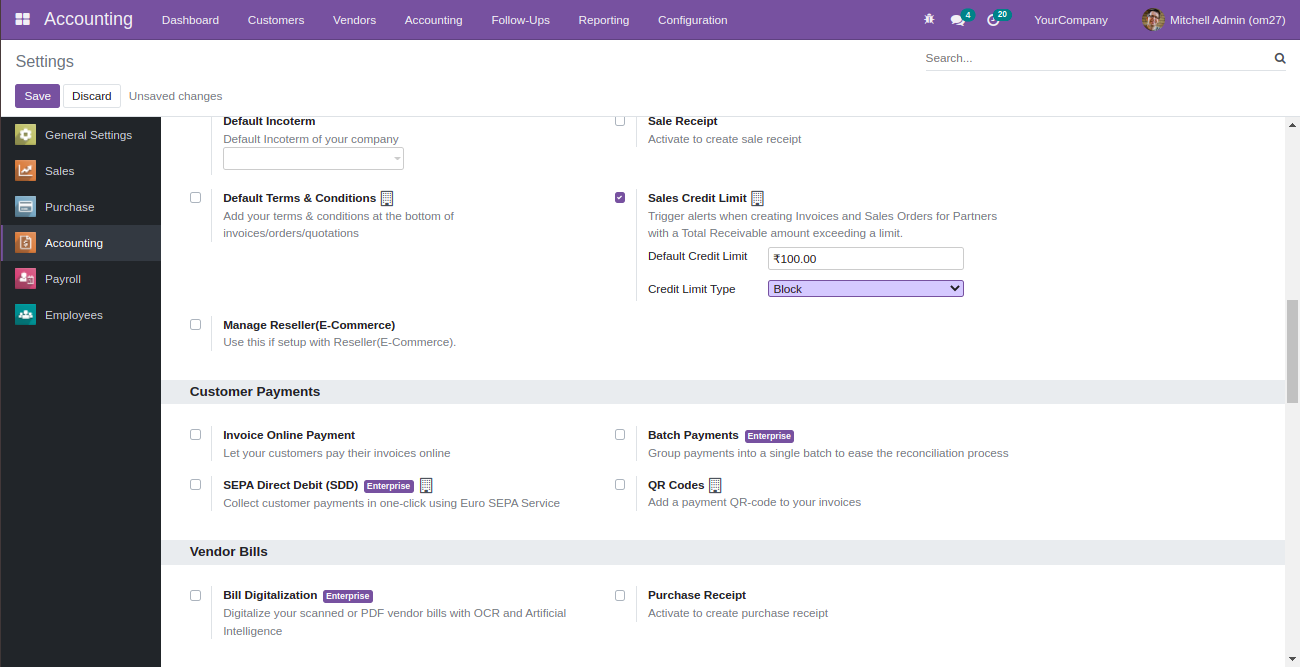 Accounting Dashboard Customers Vendors Accounting Follow-Ups Reporting Configuration 4 20 YourCompany Mitchell Admin (om27)
Settings
Search...
Save Discard Unsaved changes
General Settings
Sales
Purchase
Accounting
Payroll
Employees
Default Incoterm
Default Incoterm of your company
Sale Receipt
Activate to create sale receipt
Default Terms & Conditions
Add your terms & conditions at the bottom of
invoices/orders/quotations
Sales Credit Limit
Trigger alerts when creating Invoices and Sales Orders for Partners
with a Total Receivable amount exceeding a limit.
Default Credit Limit ₹100.00
Credit Limit Type Block
Manage Reseller(E-Commerce)
Use this if setup with Reseller(E-Commerce).
Customer Payments
Invoice Online Payment
Let your customers pay their invoices online
Batch Payments Enterprise
Group payments into a single batch to ease the reconciliation process
SEPA Direct Debit (SDD) Enterprise
Collect customer payments in one-click using Euro SEPA Service
QR Codes
Add a payment QR-code to your invoices
Vendor Bills
Bill Digitalization Enterprise
Digitalize your scanned or PDF vendor bills with OCR and Artificial
Intelligence
Purchase Receipt
Activate to create purchase receipt